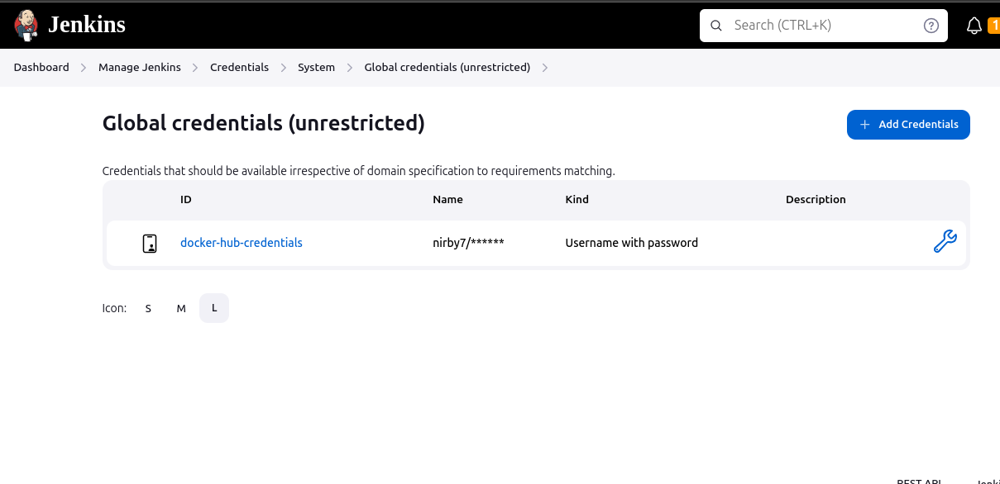 Jenkins
Search (CTRL+K)
?
1
Dashboard > Manage Jenkins > Credentials > System > Global credentials (unrestricted) >
Global credentials (unrestricted)
+ Add Credentials
Credentials that should be available irrespective of domain specification to requirements matching.
ID Name Kind Description
docker-hub-credentials nirby7/****** Username with password
Icon: S M L
REST API Jenki